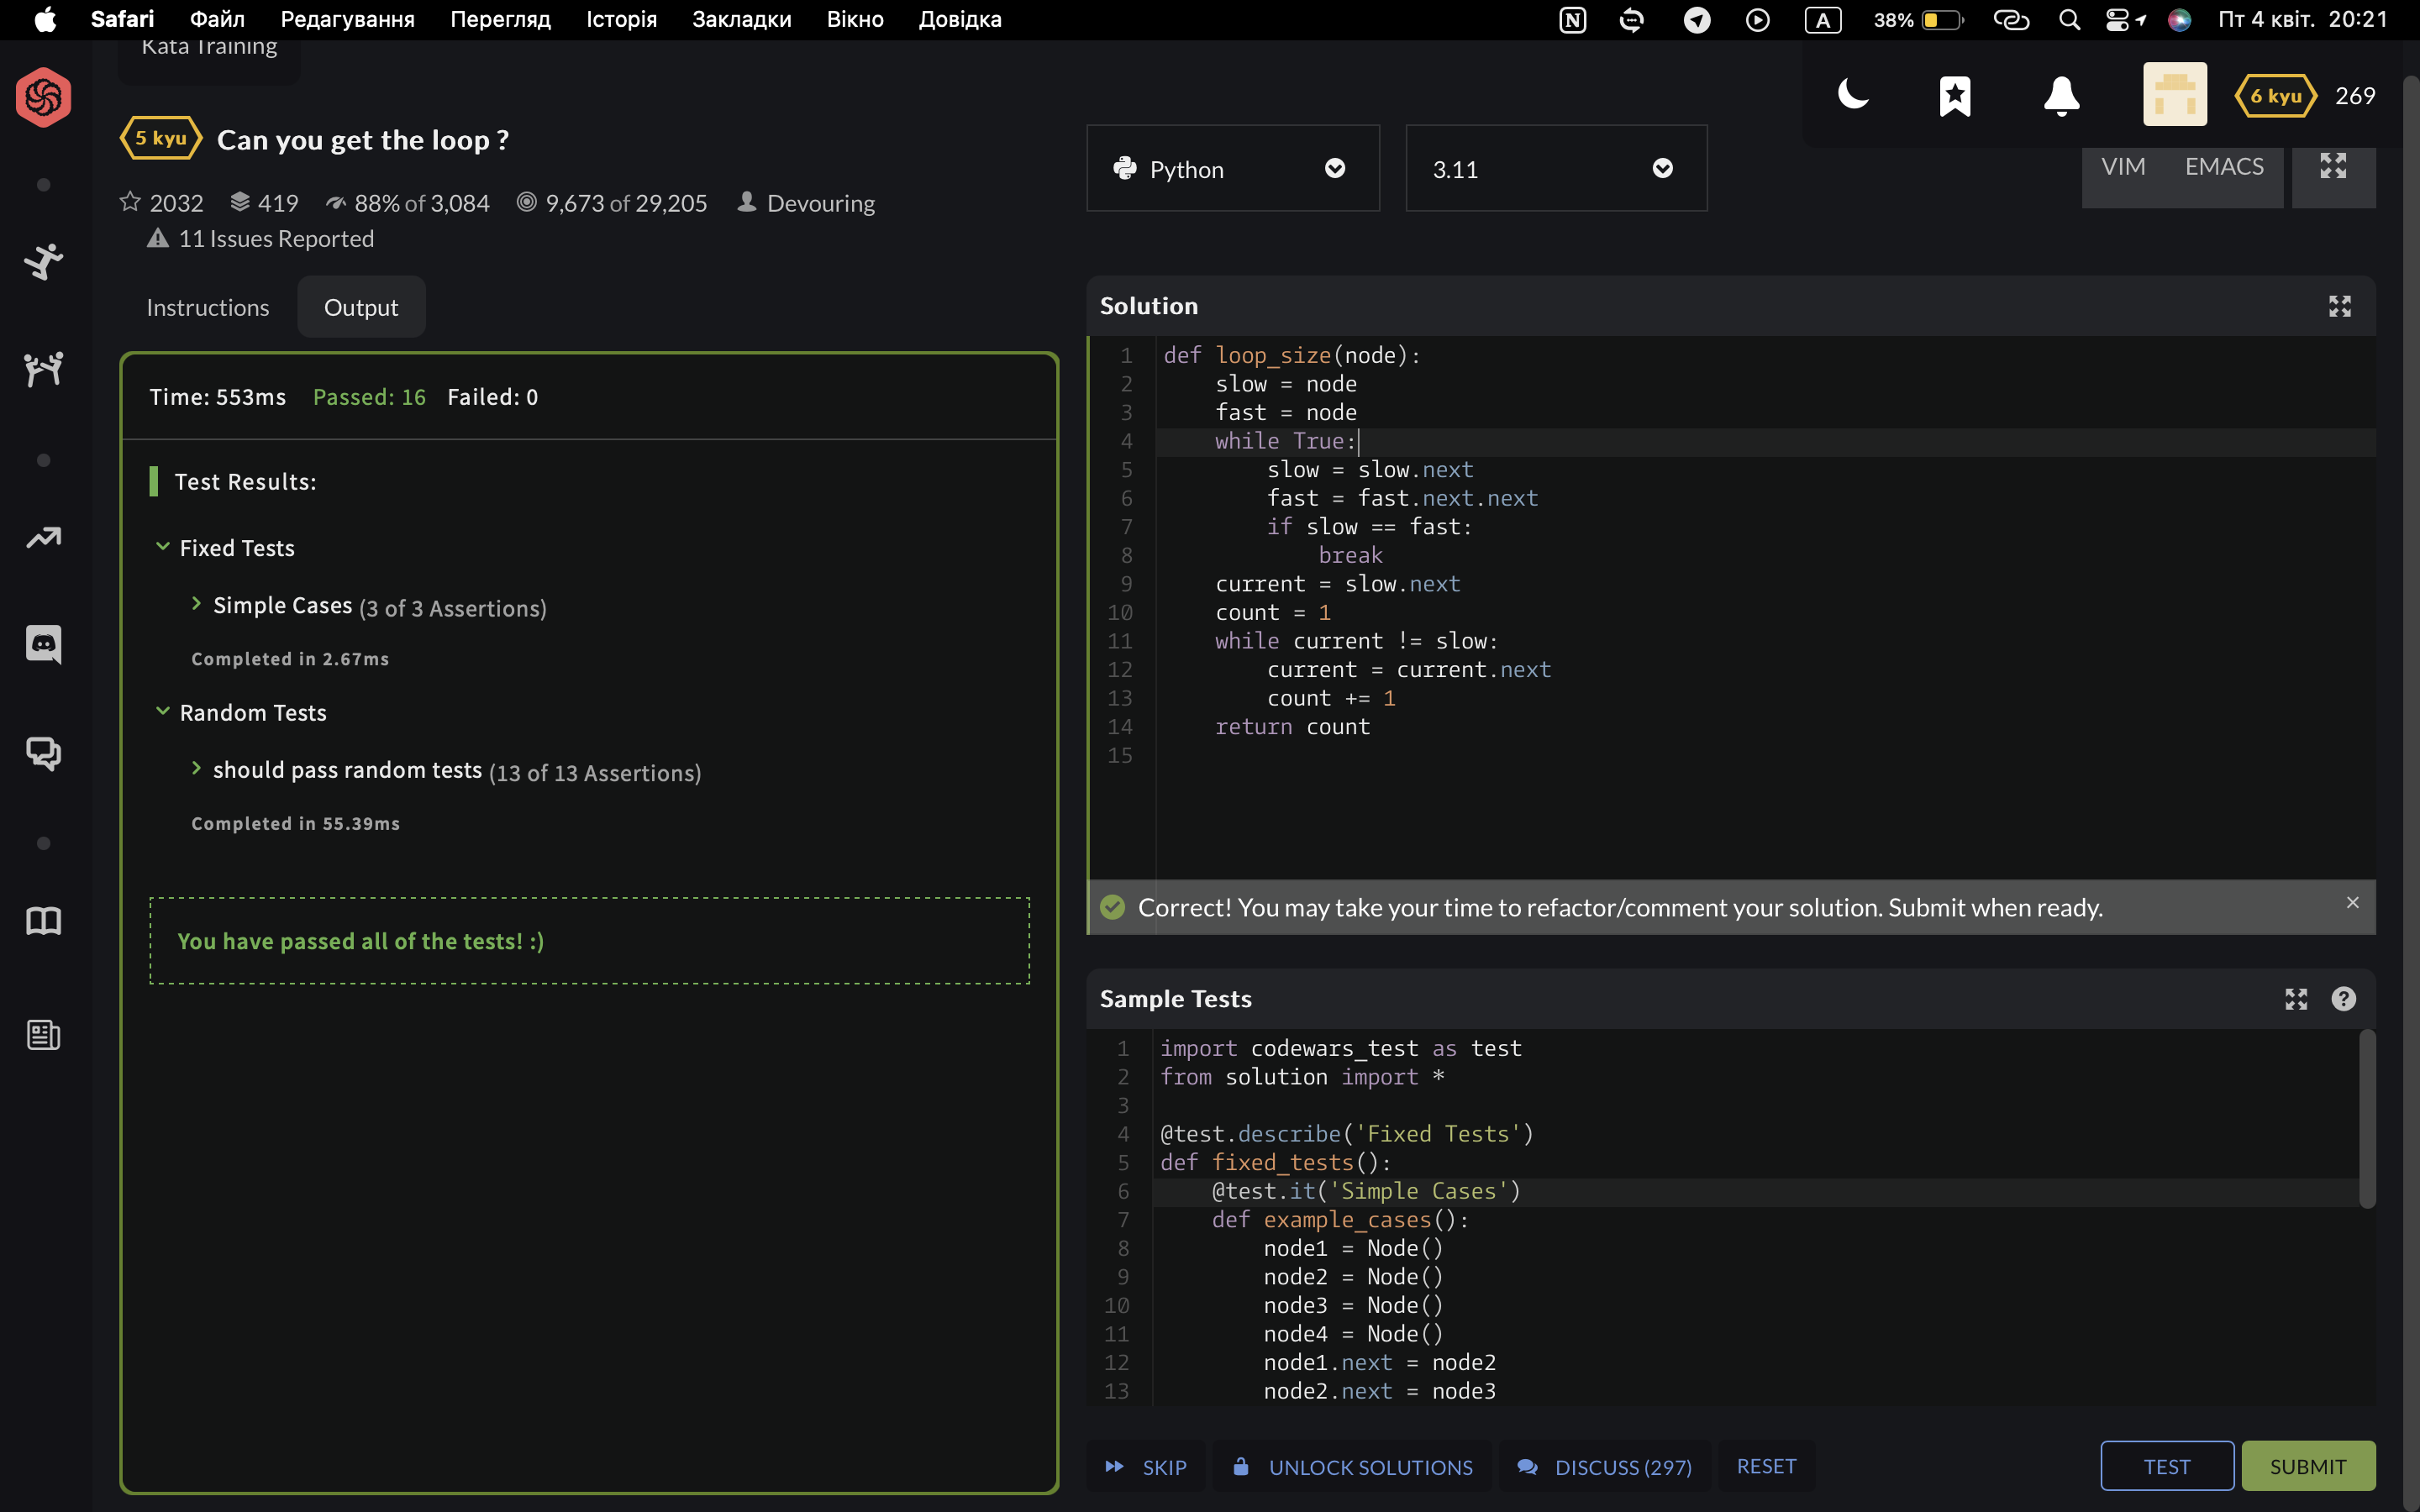 Safari Файл Редагування Перегляд Історія Закладки Вікно Довідка N A 38% Пт 4 квіт. 20:21
Kata Training
6 kyu 269
5 kyu Can you get the loop ?
2032 419 88% of 3,084 9,673 of 29,205 Devouring
11 Issues Reported
Python 3.11 VIM EMACS
Instructions Output
Time: 553ms Passed: 16 Failed: 0
Test Results:
Fixed Tests
Simple Cases (3 of 3 Assertions)
Completed in 2.67ms
Random Tests
should pass random tests (13 of 13 Assertions)
Completed in 55.39ms
You have passed all of the tests! :)
Solution
1 def loop_size(node):
2     slow = node
3     fast = node
4     while True:
5         slow = slow.next
6         fast = fast.next.next
7         if slow == fast:
8             break
9     current = slow.next
10     count = 1
11     while current != slow:
12         current = current.next
13         count += 1
14     return count
15
Correct! You may take your time to refactor/comment your solution. Submit when ready.
Sample Tests
1 import codewars_test as test
2 from solution import *
3
4 @test.describe('Fixed Tests')
5 def fixed_tests():
6     @test.it('Simple Cases')
7     def example_cases():
8         node1 = Node()
9         node2 = Node()
10         node3 = Node()
11         node4 = Node()
12         node1.next = node2
13         node2.next = node3
SKIP UNLOCK SOLUTIONS DISCUSS (297) RESET TEST SUBMIT